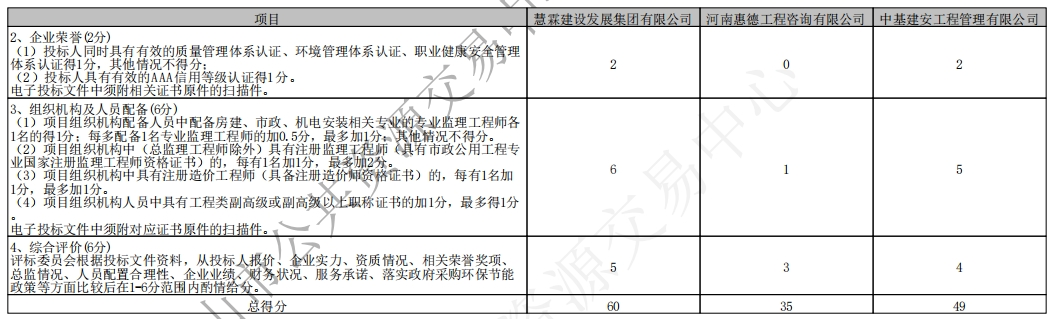 项目 慧霖建设发展集团有限公司 河南惠德工程咨询有限公司 中基建安工程管理有限公司
2、企业荣誉(2分)
（1）投标人同时具有有效的质量管理体系认证、环境管理体系认证、职业健康安全管理
体系认证得1分，其他情况不得分；
（2）投标人具有有效的AAA信用等级认证得1分。
电子投标文件中须附相关证书原件的扫描件。
2 0 2
3、组织机构及人员配备(6分)
（1）项目组织机构配备人员中配备房建、市政、机电安装相关专业的专业监理工程师各
1名的得1分；每多配备1名专业监理工程师的加0.5分，最多加1分；其他情况不得分。
（2）项目组织机构中（总监理工程师除外）具有注册监理工程师（具有市政公用工程专
业国家注册监理工程师资格证书）的，每有1名加1分，最多加2分。
（3）项目组织机构中具有注册造价工程师（具备注册造价师资格证书）的，每有1名加
1分，最多加1分。
（4）项目组织机构人员中具有工程类副高级或副高级以上职称证书的加1分，最多得1分
。
电子投标文件中须附对应证书原件的扫描件。
6 1 5
4、综合评价(6分)
评标委员会根据投标文件资料，从投标人报价、企业实力、资质情况、相关荣誉奖项、
总监情况、人员配置合理性、企业业绩、财务状况、服务承诺、落实政府采购环保节能
政策等方面比较后在1-6分范围内酌情给分。
5 3 4
总得分 60 35 49
山市公共资源交易中心
资源交易中心